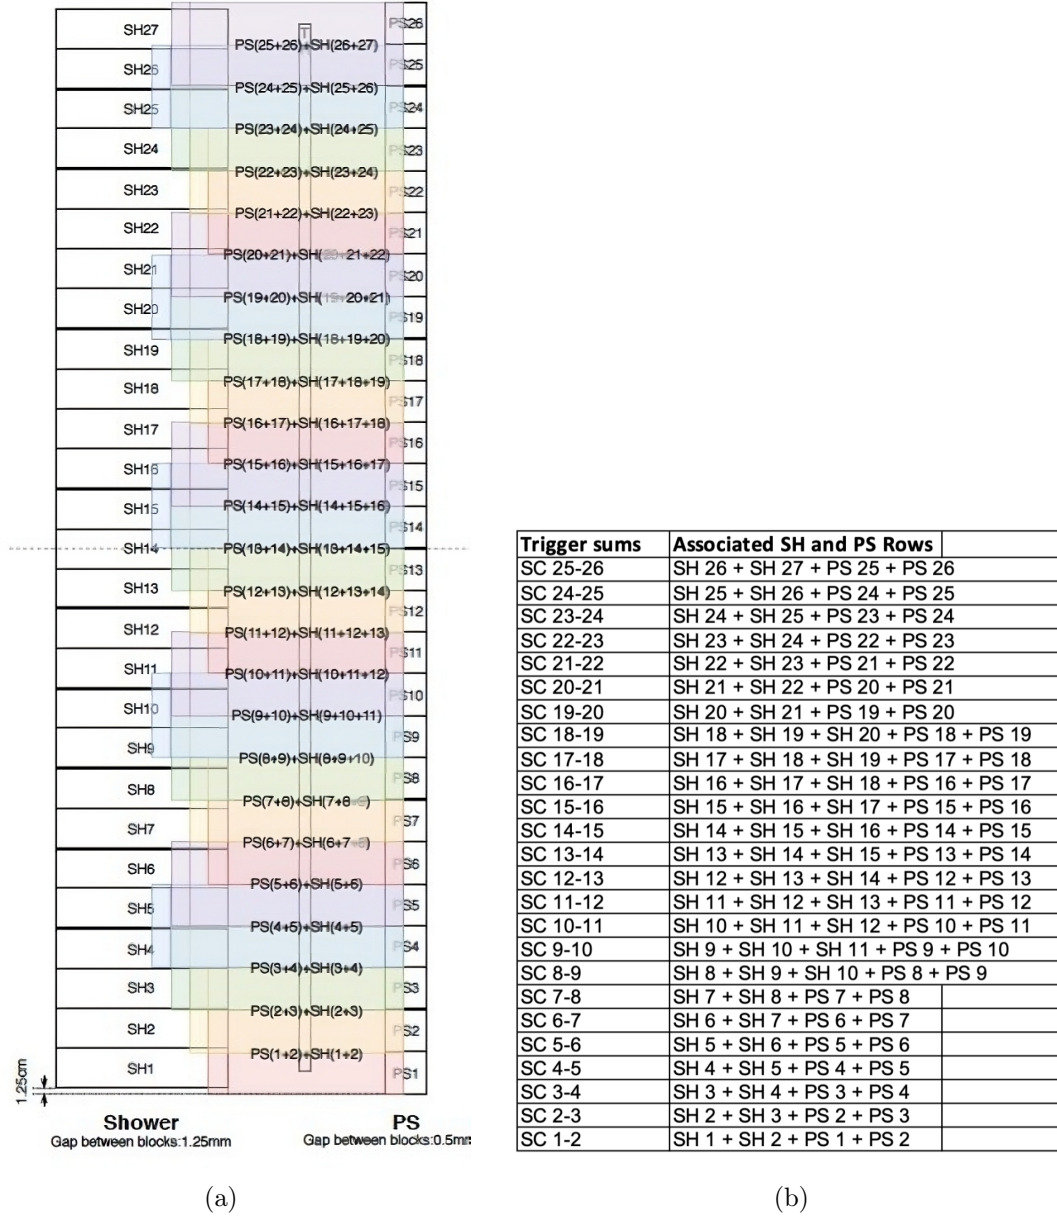 SH27
SH26
SH25
SH24
SH23
SH22
SH21
SH20
SH19
SH18
SH17
SH16
SH15
SH14
SH13
SH12
SH11
SH10
SH9
SH8
SH7
SH6
SH5
SH4
SH3
SH2
SH1
T
PS(25+26)+SH(26+27)
PS(24+25)+SH(25+26)
PS(23+24)+SH(24+25)
PS(22+23)+SH(23+24)
PS(21+22)+SH(22+23)
PS(20+21)+SH(20+21+22)
PS(19+20)+SH(19+20+21)
PS(18+19)+SH(18+19+20)
PS(17+18)+SH(17+18+19)
PS(16+17)+SH(16+17+18)
PS(15+16)+SH(15+16+17)
PS(14+15)+SH(14+15+16)
PS(13+14)+SH(13+14+15)
PS(12+13)+SH(12+13+14)
PS(11+12)+SH(11+12+13)
PS(10+11)+SH(10+11+12)
PS(9+10)+SH(9+10+11)
PS(8+9)+SH(8+9+10)
PS(7+8)+SH(7+8+9)
PS(6+7)+SH(6+7+8)
PS(5+6)+SH(5+6)
PS(4+5)+SH(4+5)
PS(3+4)+SH(3+4)
PS(2+3)+SH(2+3)
PS(1+2)+SH(1+2)
PS26
PS25
PS24
PS23
PS22
PS21
PS20
PS19
PS18
PS17
PS16
PS15
PS14
PS13
PS12
PS11
PS10
PS9
PS8
PS7
PS6
PS5
PS4
PS3
PS2
PS1
1.25cm
Shower
Gap between blocks:1.25mm
PS
Gap between blocks:0.5mm
(a)
Trigger sums Associated SH and PS Rows
SC 25-26 SH 26 + SH 27 + PS 25 + PS 26
SC 24-25 SH 25 + SH 26 + PS 24 + PS 25
SC 23-24 SH 24 + SH 25 + PS 23 + PS 24
SC 22-23 SH 23 + SH 24 + PS 22 + PS 23
SC 21-22 SH 22 + SH 23 + PS 21 + PS 22
SC 20-21 SH 21 + SH 22 + PS 20 + PS 21
SC 19-20 SH 20 + SH 21 + PS 19 + PS 20
SC 18-19 SH 18 + SH 19 + SH 20 + PS 18 + PS 19
SC 17-18 SH 17 + SH 18 + SH 19 + PS 17 + PS 18
SC 16-17 SH 16 + SH 17 + SH 18 + PS 16 + PS 17
SC 15-16 SH 15 + SH 16 + SH 17 + PS 15 + PS 16
SC 14-15 SH 14 + SH 15 + SH 16 + PS 14 + PS 15
SC 13-14 SH 13 + SH 14 + SH 15 + PS 13 + PS 14
SC 12-13 SH 12 + SH 13 + SH 14 + PS 12 + PS 13
SC 11-12 SH 11 + SH 12 + SH 13 + PS 11 + PS 12
SC 10-11 SH 10 + SH 11 + SH 12 + PS 10 + PS 11
SC 9-10 SH 9 + SH 10 + SH 11 + PS 9 + PS 10
SC 8-9 SH 8 + SH 9 + SH 10 + PS 8 + PS 9
SC 7-8 SH 7 + SH 8 + PS 7 + PS 8
SC 6-7 SH 6 + SH 7 + PS 6 + PS 7
SC 5-6 SH 5 + SH 6 + PS 5 + PS 6
SC 4-5 SH 4 + SH 5 + PS 4 + PS 5
SC 3-4 SH 3 + SH 4 + PS 3 + PS 4
SC 2-3 SH 2 + SH 3 + PS 2 + PS 3
SC 1-2 SH 1 + SH 2 + PS 1 + PS 2
(b)